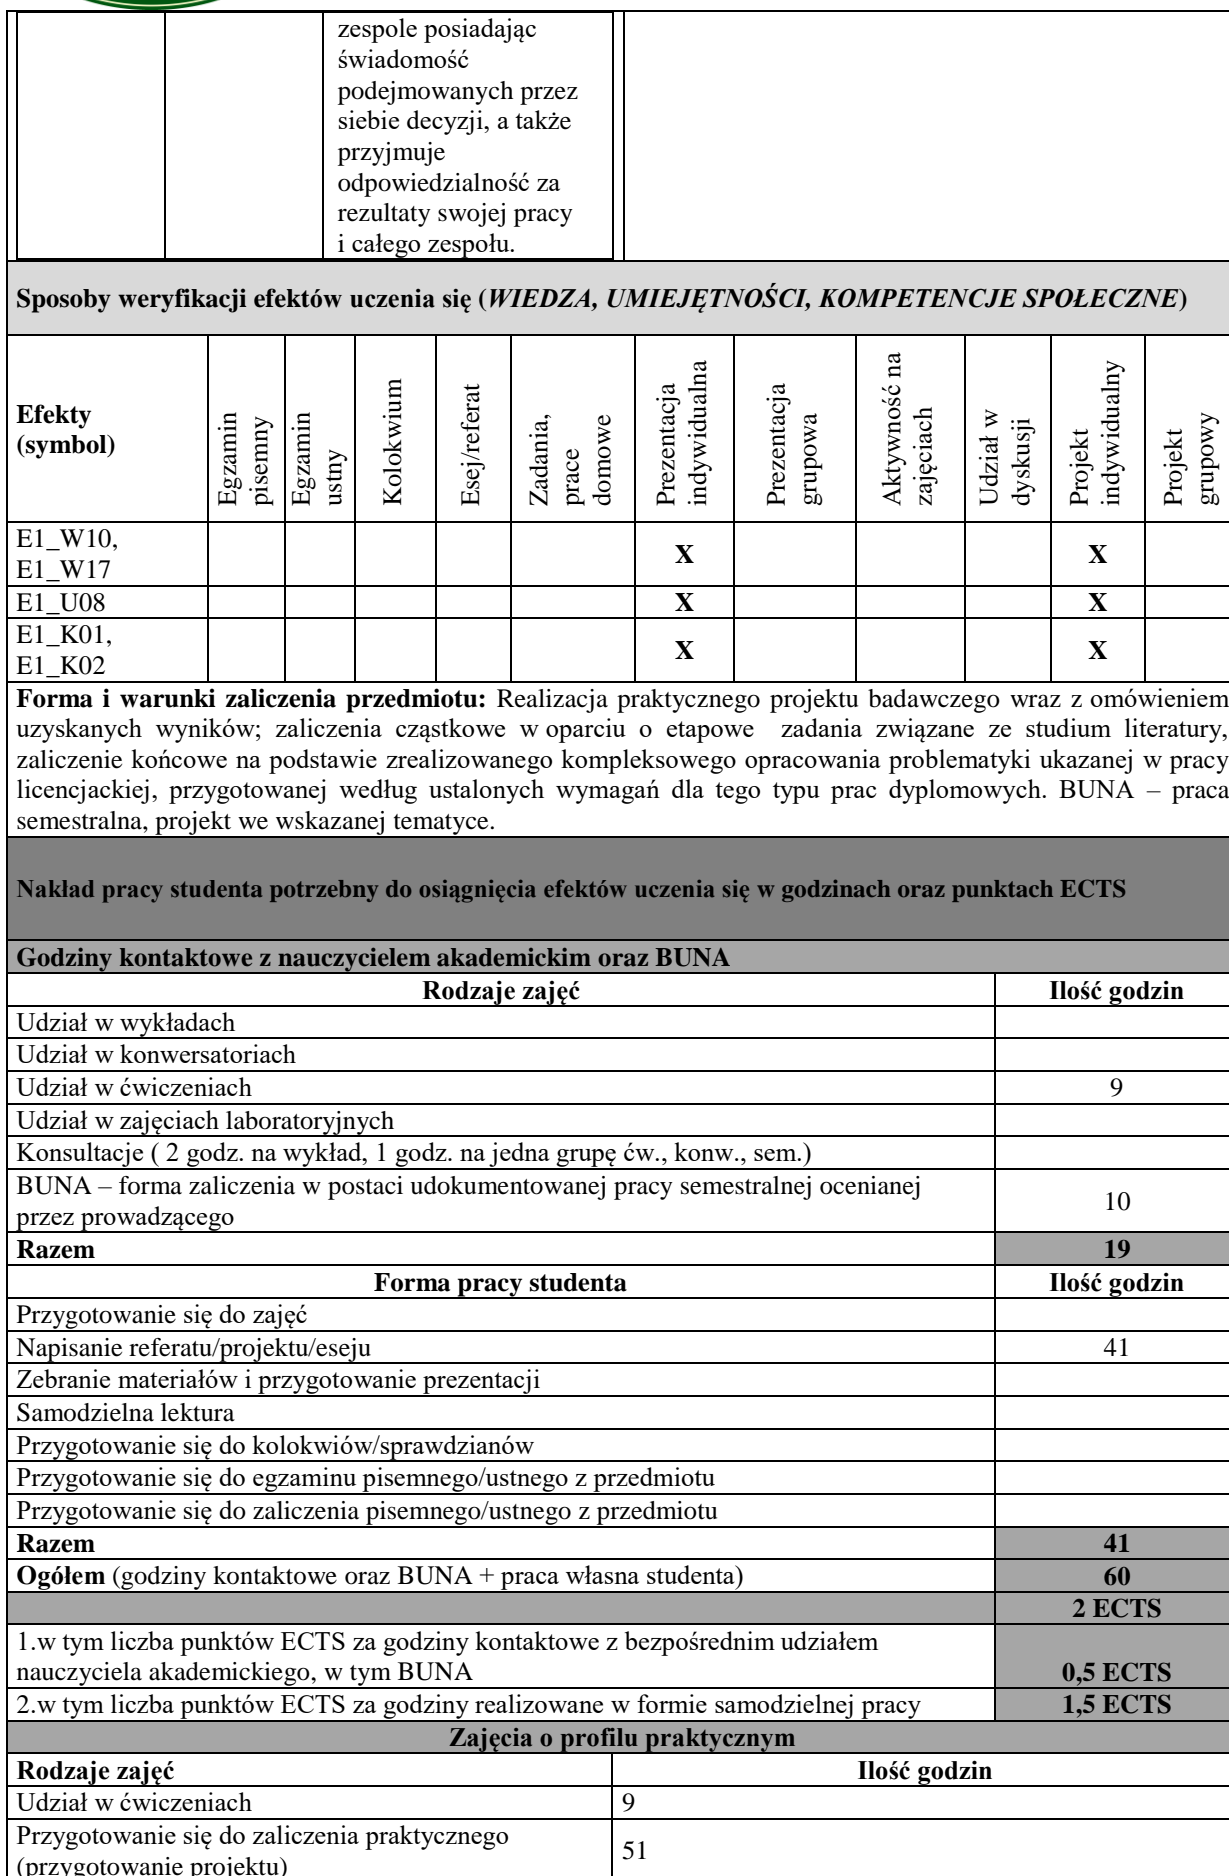 zespole posiadając
świadomość
podejmowanych przez
siebie decyzji, a także
przyjmuje
odpowiedzialność za
rezultaty swojej pracy
i całego zespołu.
Sposoby weryfikacji efektów uczenia się (WIEDZA, UMIEJĘTNOŚCI, KOMPETENCJE SPOŁECZNE)
Efekty
(symbol)
Egzamin
pisemny
Egzamin
ustny
Kolokwium
Esej/referat
Zadania,
prace
domowe
Prezentacja
indywidualna
Prezentacja
grupowa
Aktywność na
zajęciach
Udział w
dyskusji
Projekt
indywidualny
Projekt
grupowy
E1_W10,
E1_W17
X X
E1_U08 X X
E1_K01,
E1_K02
X X
Forma i warunki zaliczenia przedmiotu: Realizacja praktycznego projektu badawczego wraz z omówieniem
uzyskanych wyników; zaliczenia cząstkowe w oparciu o etapowe zadania związane ze studium literatury,
zaliczenie końcowe na podstawie zrealizowanego kompleksowego opracowania problematyki ukazanej w pracy
licencjackiej, przygotowanej według ustalonych wymagań dla tego typu prac dyplomowych. BUNA – praca
semestralna, projekt we wskazanej tematyce.
Nakład pracy studenta potrzebny do osiągnięcia efektów uczenia się w godzinach oraz punktach ECTS
Godziny kontaktowe z nauczycielem akademickim oraz BUNA
Rodzaje zajęć Ilość godzin
Udział w wykładach
Udział w konwersatoriach
Udział w ćwiczeniach 9
Udział w zajęciach laboratoryjnych
Konsultacje ( 2 godz. na wykład, 1 godz. na jedna grupę ćw., konw., sem.)
BUNA – forma zaliczenia w postaci udokumentowanej pracy semestralnej ocenianej
przez prowadzącego
10
Razem 19
Forma pracy studenta Ilość godzin
Przygotowanie się do zajęć
Napisanie referatu/projektu/eseju 41
Zebranie materiałów i przygotowanie prezentacji
Samodzielna lektura
Przygotowanie się do kolokwiów/sprawdzianów
Przygotowanie się do egzaminu pisemnego/ustnego z przedmiotu
Przygotowanie się do zaliczenia pisemnego/ustnego z przedmiotu
Razem 41
Ogółem (godziny kontaktowe oraz BUNA + praca własna studenta) 60
2 ECTS
1.w tym liczba punktów ECTS za godziny kontaktowe z bezpośrednim udziałem
nauczyciela akademickiego, w tym BUNA 0,5 ECTS
2.w tym liczba punktów ECTS za godziny realizowane w formie samodzielnej pracy 1,5 ECTS
Zajęcia o profilu praktycznym
Rodzaje zajęć Ilość godzin
Udział w ćwiczeniach 9
Przygotowanie się do zaliczenia praktycznego
(przygotowanie projektu)
51